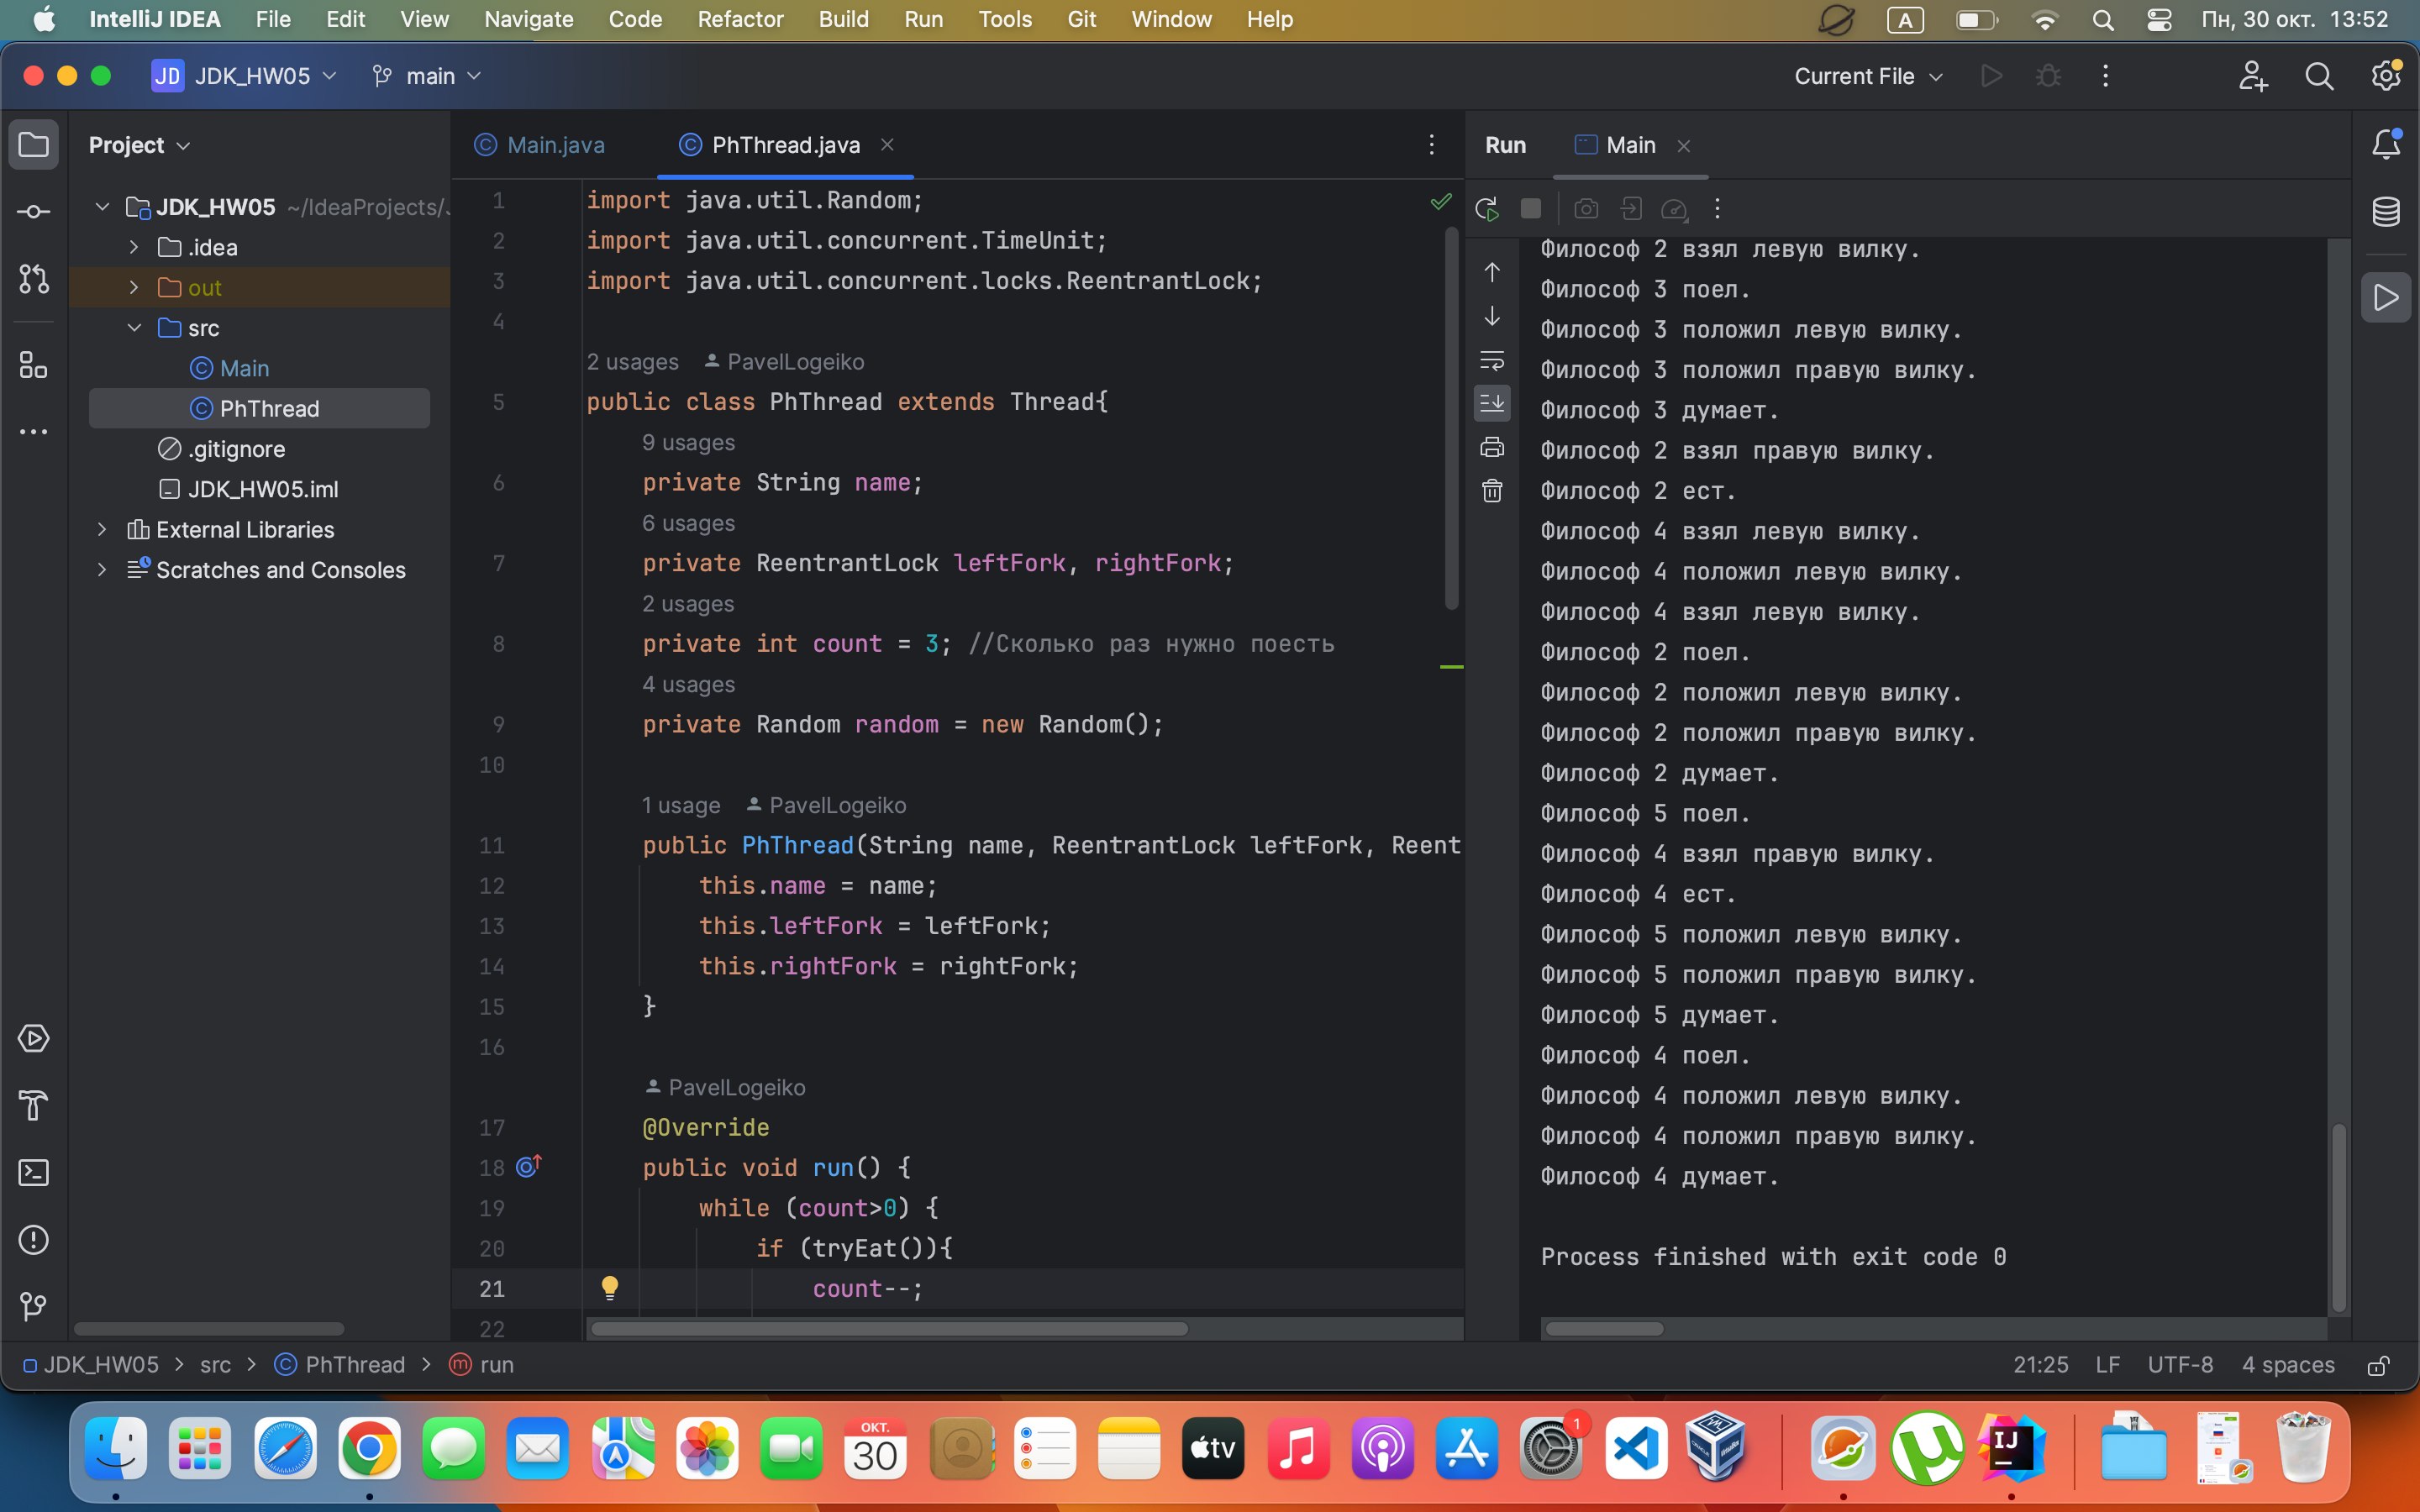 IntelliJ IDEA File Edit View Navigate Code Refactor Build Run Tools Git Window Help A Пн, 30 окт. 13:52
JD JDK_HW05 main Current File
Project
JDK_HW05 ~/IdeaProjects/J
.idea
out
src
Main
PhThread
.gitignore
JDK_HW05.iml
External Libraries
Scratches and Consoles
Main.java PhThread.java
1 import java.util.Random;
2 import java.util.concurrent.TimeUnit;
3 import java.util.concurrent.locks.ReentrantLock;
4
2 usages PavelLogeiko
5 public class PhThread extends Thread{
9 usages
6 private String name;
6 usages
7 private ReentrantLock leftFork, rightFork;
2 usages
8 private int count = 3; //Сколько раз нужно поесть
4 usages
9 private Random random = new Random();
10
1 usage PavelLogeiko
11 public PhThread(String name, ReentrantLock leftFork, Reent
12 this.name = name;
13 this.leftFork = leftFork;
14 this.rightFork = rightFork;
15 }
16
PavelLogeiko
17 @Override
18 public void run() {
19 while (count>0) {
20 if (tryEat()){
21 count--;
22
Run Main
Философ 2 взял левую вилку.
Философ 3 поел.
Философ 3 положил левую вилку.
Философ 3 положил правую вилку.
Философ 3 думает.
Философ 2 взял правую вилку.
Философ 2 ест.
Философ 4 взял левую вилку.
Философ 4 положил левую вилку.
Философ 4 взял левую вилку.
Философ 2 поел.
Философ 2 положил левую вилку.
Философ 2 положил правую вилку.
Философ 2 думает.
Философ 5 поел.
Философ 4 взял правую вилку.
Философ 4 ест.
Философ 5 положил левую вилку.
Философ 5 положил правую вилку.
Философ 5 думает.
Философ 4 поел.
Философ 4 положил левую вилку.
Философ 4 положил правую вилку.
Философ 4 думает.
Process finished with exit code 0
JDK_HW05 > src > PhThread > run 21:25 LF UTF-8 4 spaces
ОКТ.
30
tv
1
IJ